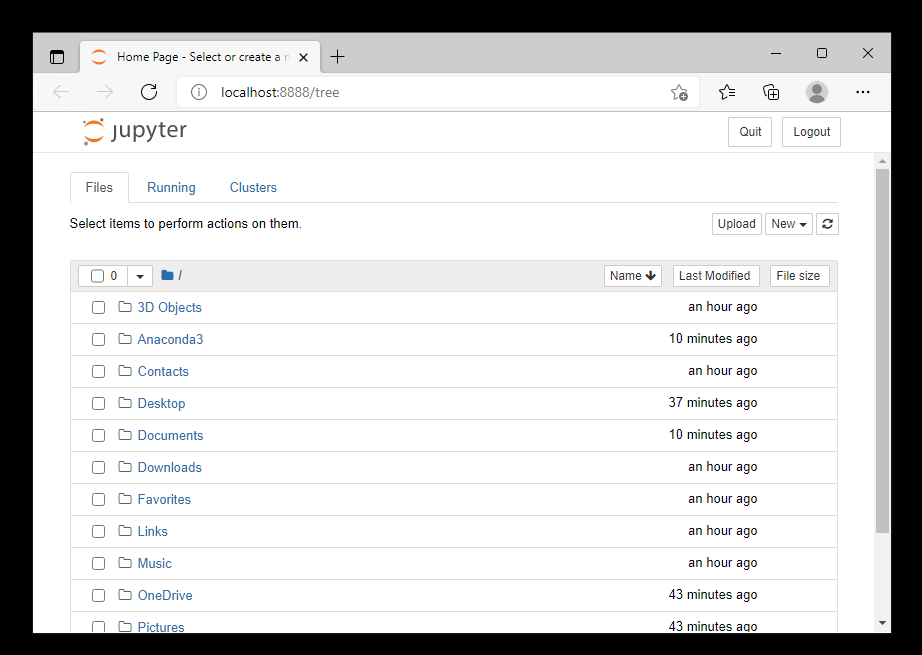 Home Page - Select or create a n
localhost:8888/tree
jupyter
Quit Logout
Files Running Clusters
Select items to perform actions on them.
Upload New
0 / Name Last Modified File size
3D Objects an hour ago
Anaconda3 10 minutes ago
Contacts an hour ago
Desktop 37 minutes ago
Documents 10 minutes ago
Downloads an hour ago
Favorites an hour ago
Links an hour ago
Music an hour ago
OneDrive 43 minutes ago
Pictures 43 minutes ago